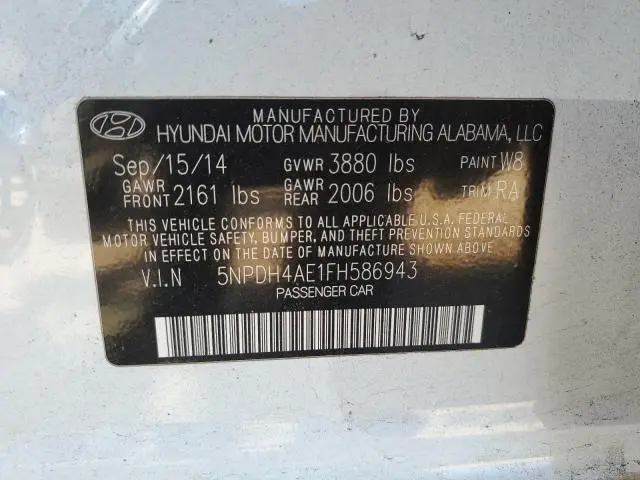 MANUFACTURED BY
HYUNDAI MOTOR MANUFACTURING ALABAMA, LLC
Sep/15/14 GVWR 3880 lbs PAINT W8
GAWR FRONT 2161 lbs GAWR REAR 2006 lbs TRIM RA
THIS VEHICLE CONFORMS TO ALL APPLICABLE U.S.A. FEDERAL
MOTOR VEHICLE SAFETY, BUMPER, AND THEFT PREVENTION STANDARDS
IN EFFECT ON THE DATE OF MANUFACTURE SHOWN ABOVE.
V.I.N 5NPDH4AE1FH586943
PASSENGER CAR